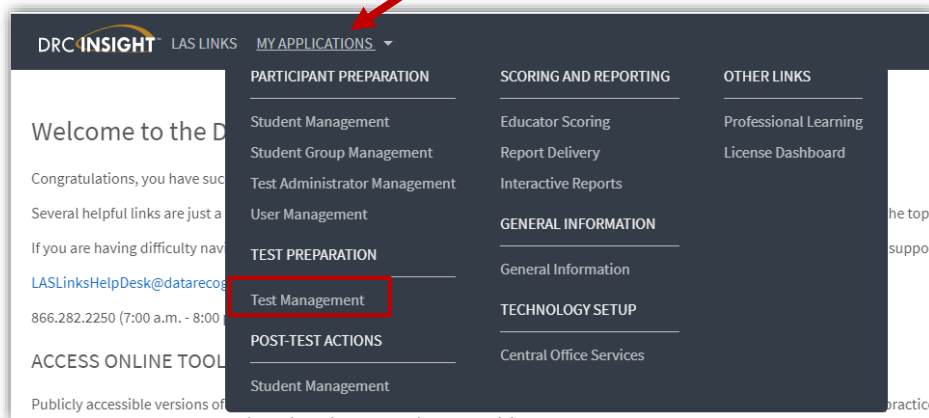 DRC INSIGHT LAS LINKS MY APPLICATIONS
PARTICIPANT PREPARATION
Student Management
Student Group Management
Test Administrator Management
User Management
TEST PREPARATION
Test Management
POST-TEST ACTIONS
Student Management
SCORING AND REPORTING
Educator Scoring
Report Delivery
Interactive Reports
GENERAL INFORMATION
General Information
TECHNOLOGY SETUP
Central Office Services
OTHER LINKS
Professional Learning
License Dashboard
Welcome to the D
Congratulations, you have suc
Several helpful links are just a he top
If you are having difficulty navi suppo
LASLinksHelpDesk@datarecog
866.282.2250 (7:00 a.m. - 8:00
ACCESS ONLINE TOOL
Publicly accessible versions of practice